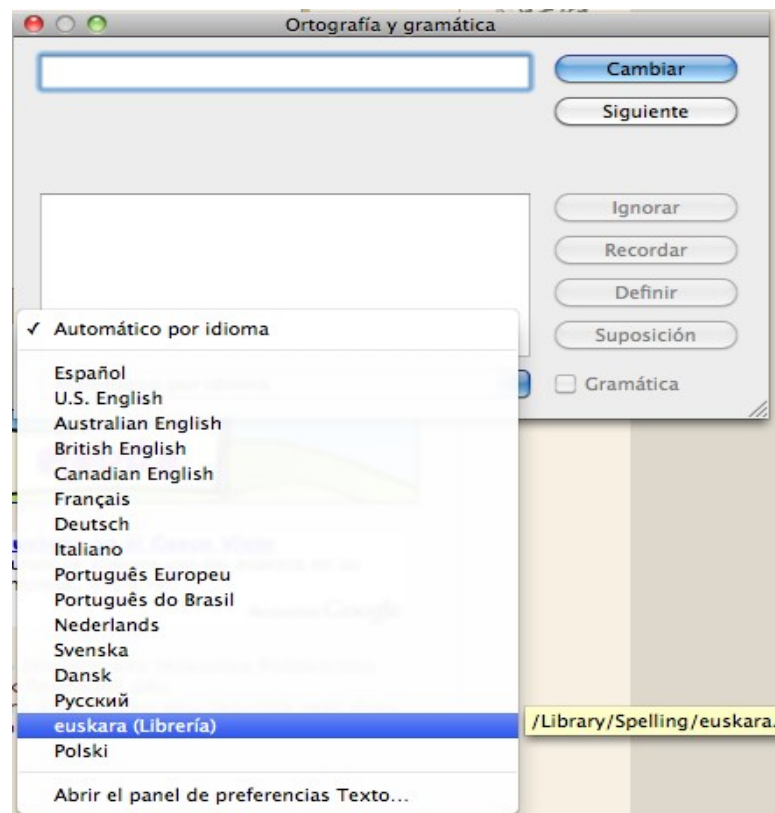 Ortografía y gramática
Cambiar
Siguiente
Ignorar
Recordar
Definir
Suposición
Gramática
✓ Automático por idioma
Español
U.S. English
Australian English
British English
Canadian English
Français
Deutsch
Italiano
Português Europeu
Português do Brasil
Nederlands
Svenska
Dansk
Русский
euskara (Librería)
/Library/Spelling/euskara.
Polski
Abrir el panel de preferencias Texto...